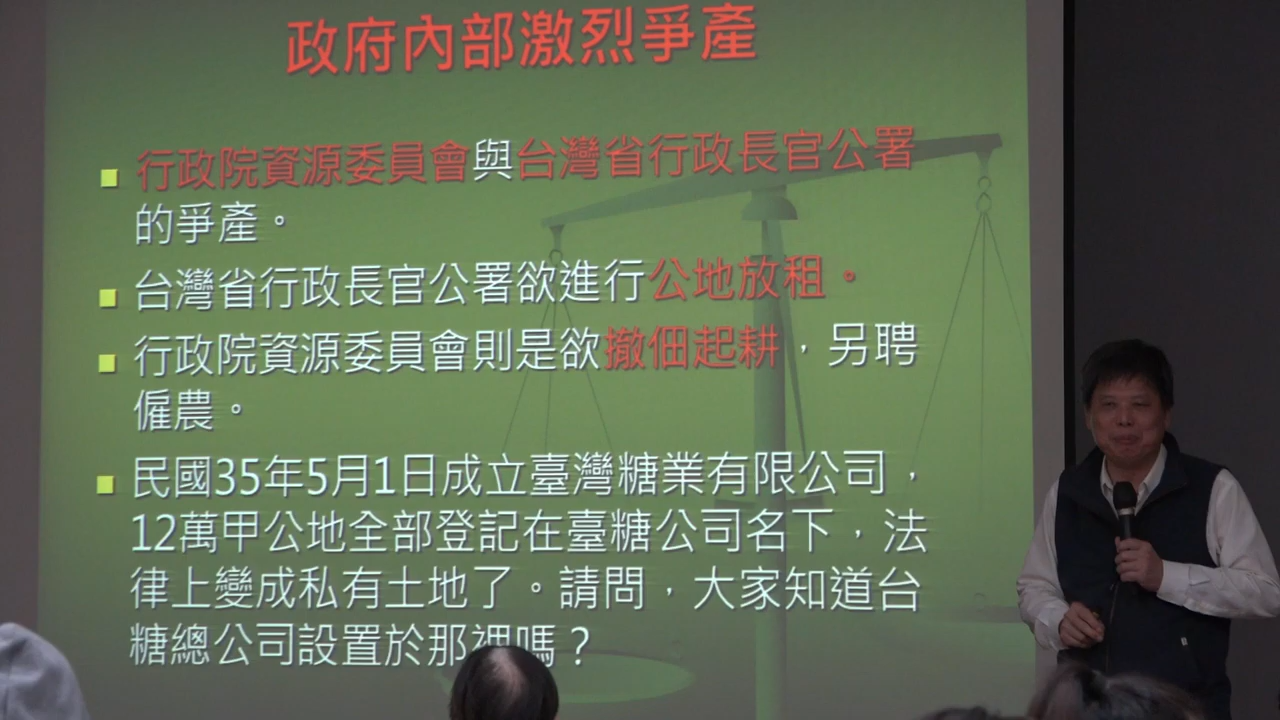 政府內部激烈爭產
行政院資源委員會與台灣省行政長官公署
的爭產。
台灣省行政長官公署欲進行公地放租。
行政院資源委員會則是欲撤佃起耕，另聘
僱農。
民國35年5月1日成立臺灣糖業有限公司，
12萬甲公地全部登記在臺糖公司名下，法
律上變成私有土地了。請問，大家知道台
糖總公司設置於那裡嗎？